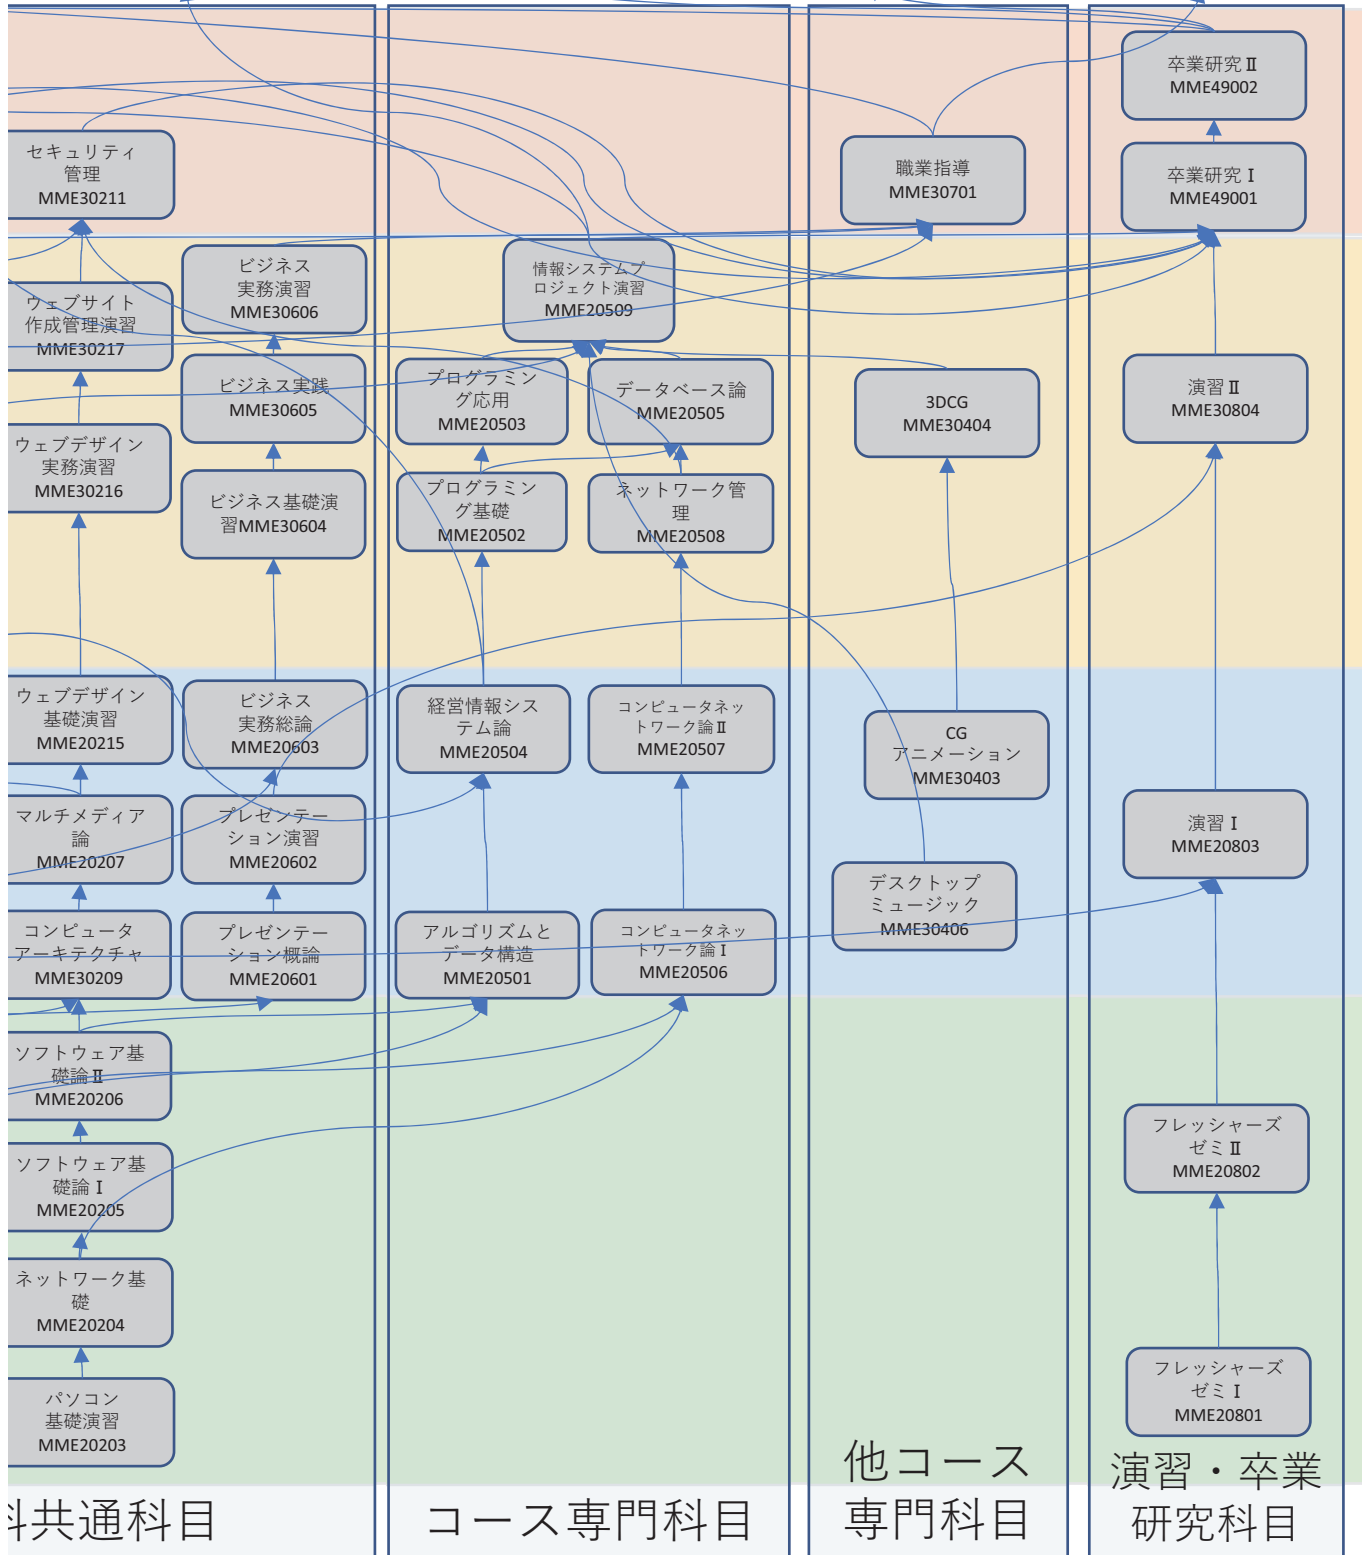 セキュリティ
管理
MME30211
ウェブサイト
作成管理演習
MME30217
ウェブデザイン
実務演習
MME30216
ウェブデザイン
基礎演習
MME20215
マルチメディア
論
MME20207
コンピュータ
アーキテクチャ
MME30209
ソフトウェア基
礎論Ⅱ
MME20206
ソフトウェア基
礎論Ⅰ
MME20205
ネットワーク基
礎
MME20204
パソコン
基礎演習
MME20203
ビジネス
実務演習
MME30606
ビジネス実践
MME30605
ビジネス基礎演
習MME30604
ビジネス
実務総論
MME20603
プレゼンテー
ション演習
MME20602
プレゼンテー
ション概論
MME20601
科共通科目
情報システムプ
ロジェクト演習
MME20509
プログラミン
グ応用
MME20503
データベース論
MME20505
プログラミン
グ基礎
MME20502
ネットワーク管
理
MME20508
経営情報シス
テム論
MME20504
コンピュータネッ
トワーク論Ⅱ
MME20507
アルゴリズムと
データ構造
MME20501
コンピュータネッ
トワーク論Ⅰ
MME20506
コース専門科目
職業指導
MME30701
3DCG
MME30404
CG
アニメーション
MME30403
デスクトップ
ミュージック
MME30406
他コース
専門科目
卒業研究Ⅱ
MME49002
卒業研究Ⅰ
MME49001
演習Ⅱ
MME30804
演習Ⅰ
MME20803
フレッシャーズ
ゼミⅡ
MME20802
フレッシャーズ
ゼミⅠ
MME20801
演習・卒業
研究科目